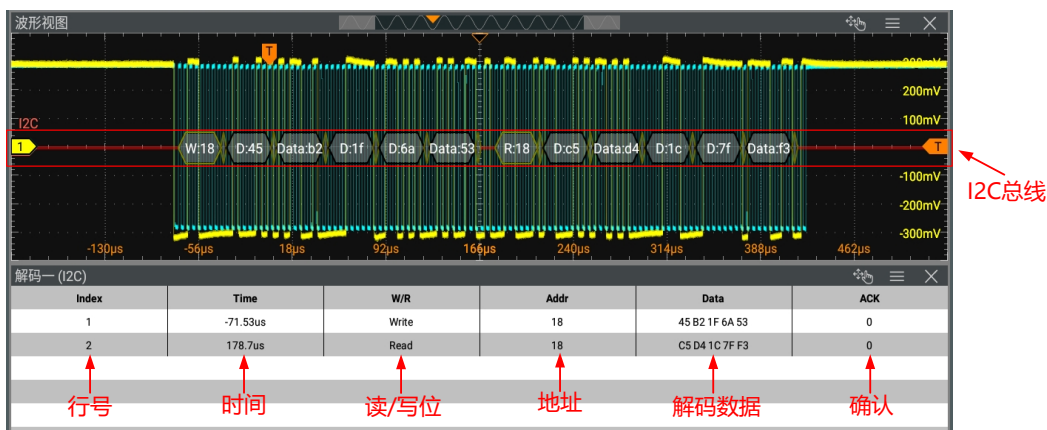 波形视图
T
200mV
I2C
100mV
1
W:18 D:45 Data:b2 D:1f D:6a Data:53 R:18 D:c5 Data:d4 D:1c D:7f Data:f3
T
-100mV
I2C总线
-200mV
-300mV
-130μs -56μs 18μs 92μs 166μs 240μs 314μs 388μs 462μs
解码一 (I2C)
Index Time W/R Addr Data ACK
1 -71.53us Write 18 45 B2 1F 6A 53 0
2 178.7us Read 18 C5 D4 1C 7F F3 0
行号 时间 读/写位 地址 解码数据 确认